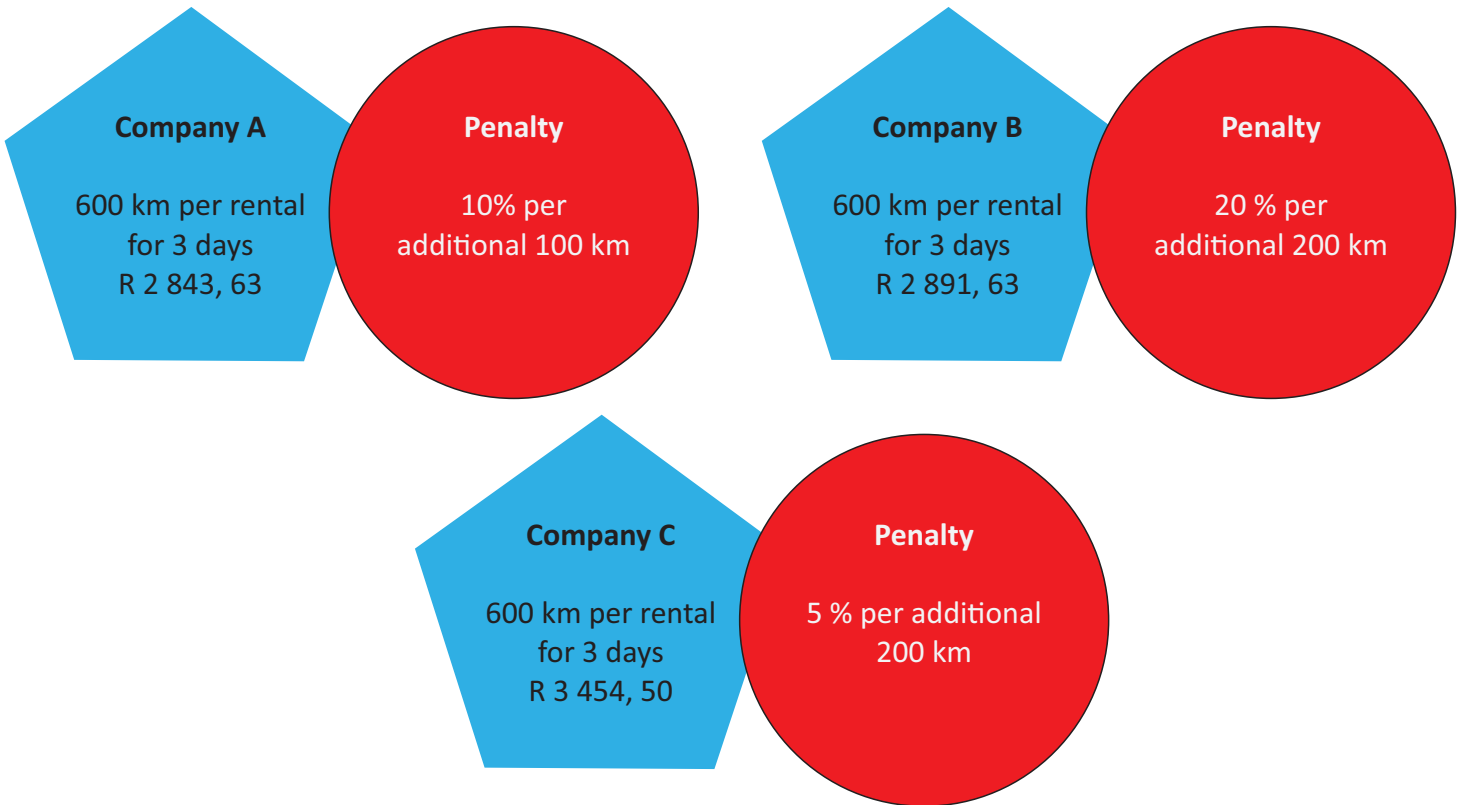 Company A
600 km per rental
for 3 days
R 2 843, 63
Penalty
10% per
additional 100 km
Company B
600 km per rental
for 3 days
R 2 891, 63
Penalty
20 % per
additional 200 km
Company C
600 km per rental
for 3 days
R 3 454, 50
Penalty
5 % per additional
200 km